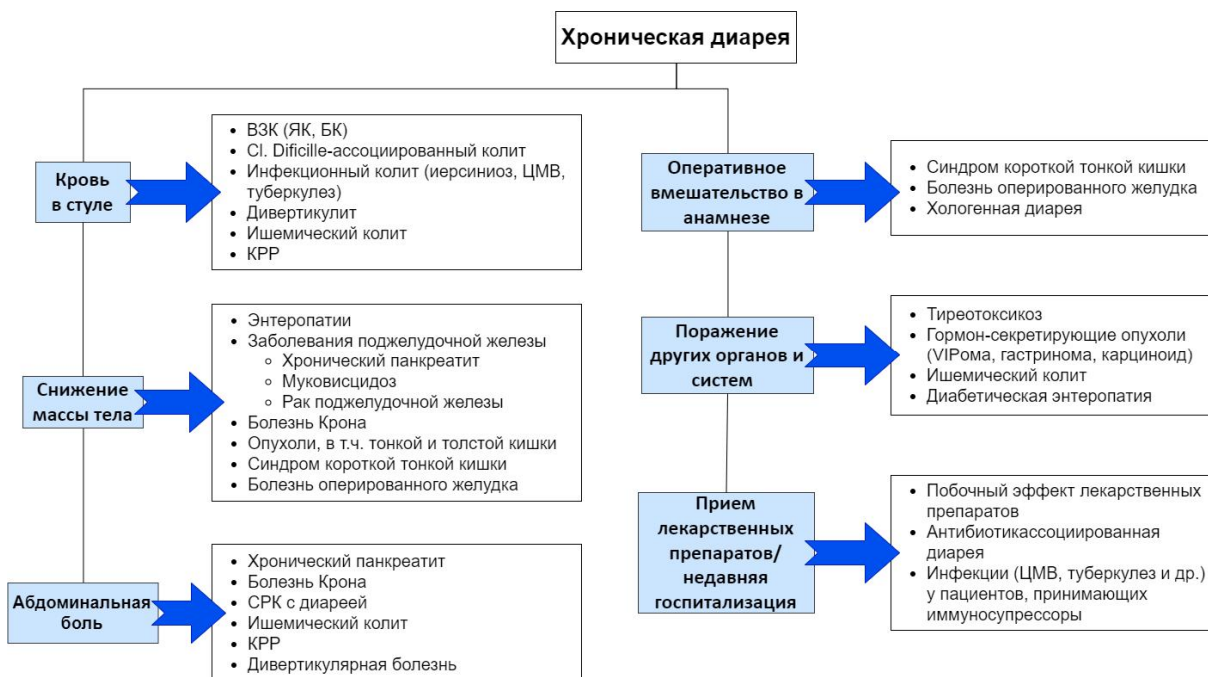 Хроническая диарея
Кровь
в стуле
• ВЗК (ЯК, БК)
• Cl. Dificille-ассоциированный колит
• Инфекционный колит (иерсиниоз, ЦМВ,
туберкулез)
• Дивертикулит
• Ишемический колит
• КРР
Снижение
массы тела
• Энтеропатии
• Заболевания поджелудочной железы
○ Хронический панкреатит
○ Муковисцидоз
○ Рак поджелудочной железы
• Болезнь Крона
• Опухоли, в т.ч. тонкой и толстой кишки
• Синдром короткой тонкой кишки
• Болезнь оперированного желудка
Абдоминальная
боль
• Хронический панкреатит
• Болезнь Крона
• СРК с диареей
• Ишемический колит
• КРР
• Дивертикулярная болезнь
Оперативное
вмешательство в
анамнезе
• Синдром короткой тонкой кишки
• Болезнь оперированного желудка
• Хологенная диарея
Поражение
других органов и
систем
• Тиреотоксикоз
• Гормон-секретирующие опухоли
(VIPома, гастринома, карциноид)
• Ишемический колит
• Диабетическая энтеропатия
Прием
лекарственных
препаратов/
недавняя
госпитализация
• Побочный эффект лекарственных
препаратов
• Антибиотикассоциированная
диарея
• Инфекции (ЦМВ, туберкулез и др.)
у пациентов, принимающих
иммуносупрессоры